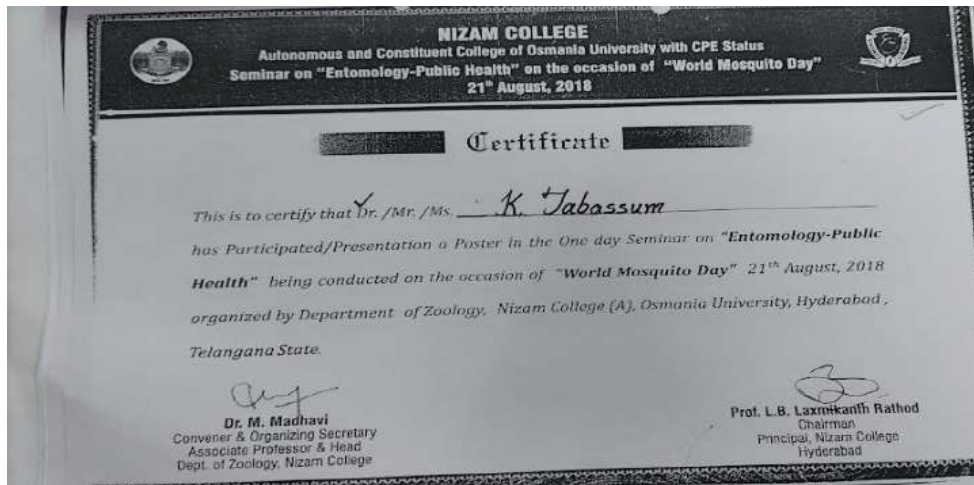 NIZAM COLLEGE
Autonomous and Constituent College of Osmania University with CPE Status
Seminar on "Entomology-Public Health" on the occasion of "World Mosquito Day"
21th August, 2018
Certificate
This is to certify that Dr. /Mr. /Ms. K. Tabassum
has Participated/Presentation a Poster in the One day Seminar on "Entomology-Public
Health" being conducted on the occasion of "World Mosquito Day" 21th August, 2018
organized by Department of Zoology, Nizam College (A), Osmania University, Hyderabad,
Telangana State.
Dr. M. Madhavi
Convener & Organizing Secretary
Associate Professor & Head
Dept. of Zoology, Nizam College
Prof. L.B. Laxmikanth Rathod
Chairman
Principal, Nizam College
Hyderabad